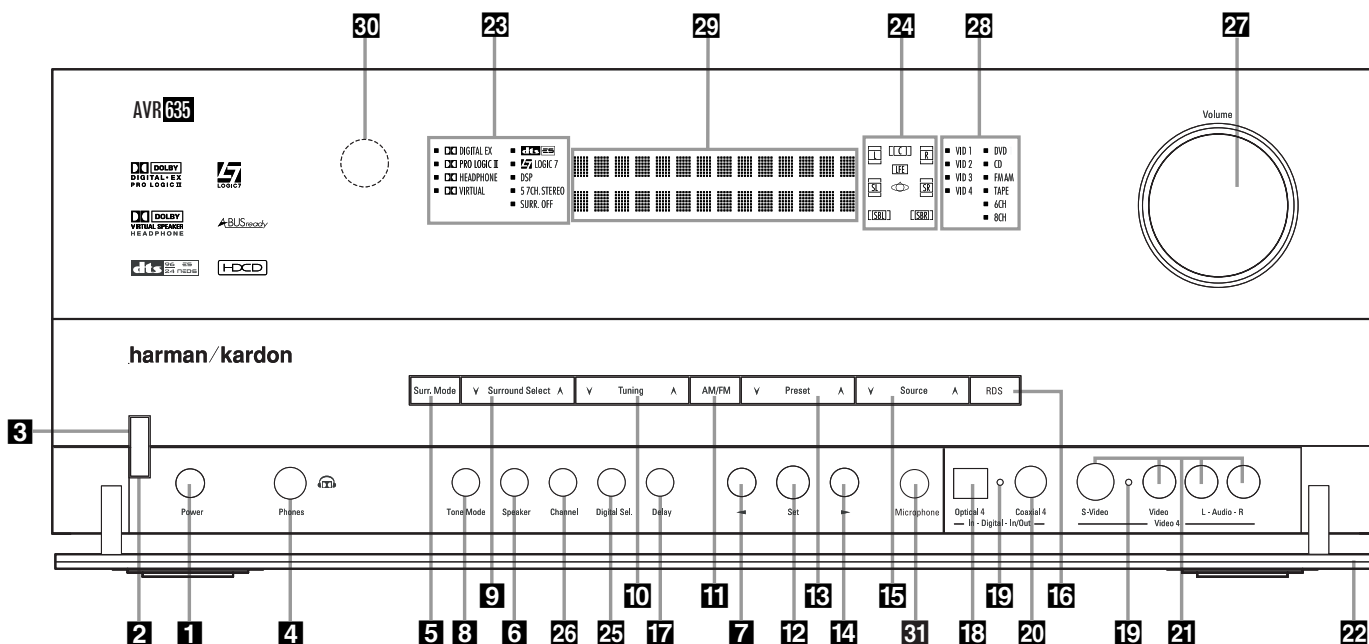 30 23 29 24 28 27
AVR 635
Volume
DIGITAL EX dts ES
PRO LOGIC II LOGIC 7
HEADPHONE DSP
VIRTUAL 5 7CH. STEREO
SURR. OFF
L C R
LFE
SL SR
SBL SBR
VID 1 DVD
VID 2 CD
VID 3 FM AM
VID 4 TAPE
6CH
8CH
DOLBY
DIGITAL·EX
PRO LOGIC II
LOGIC7
DOLBY
VIRTUAL SPEAKER
HEADPHONE
A-BUS ready
dts 96 24 ES NEO:6
HDCD
harman/kardon
Surr. Mode Surround Select Tuning AM/FM Preset Source RDS
3 16
Power Phones Tone Mode Speaker Channel Digital Sel. Delay Set Microphone Optical 4 Coaxial 4 S-Video Video L - Audio - R
In - Digital - In/Out Video 4
9 10 11 13 15 19 16
2 1 4 5 8 6 26 25 17 7 12 14 31 18 20 19 21 22